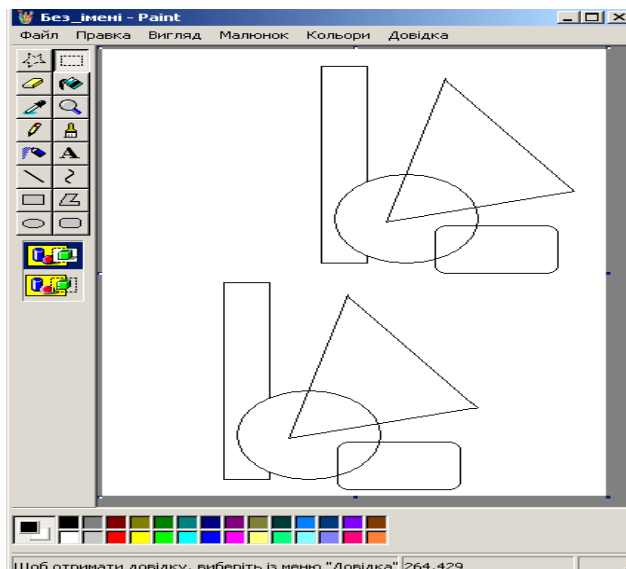 Без_імені - Paint
Файл Правка Вигляд Малюнок Кольори Довідка
A
Щоб отримати довідку, виберіть із меню "Довідка" 264,429